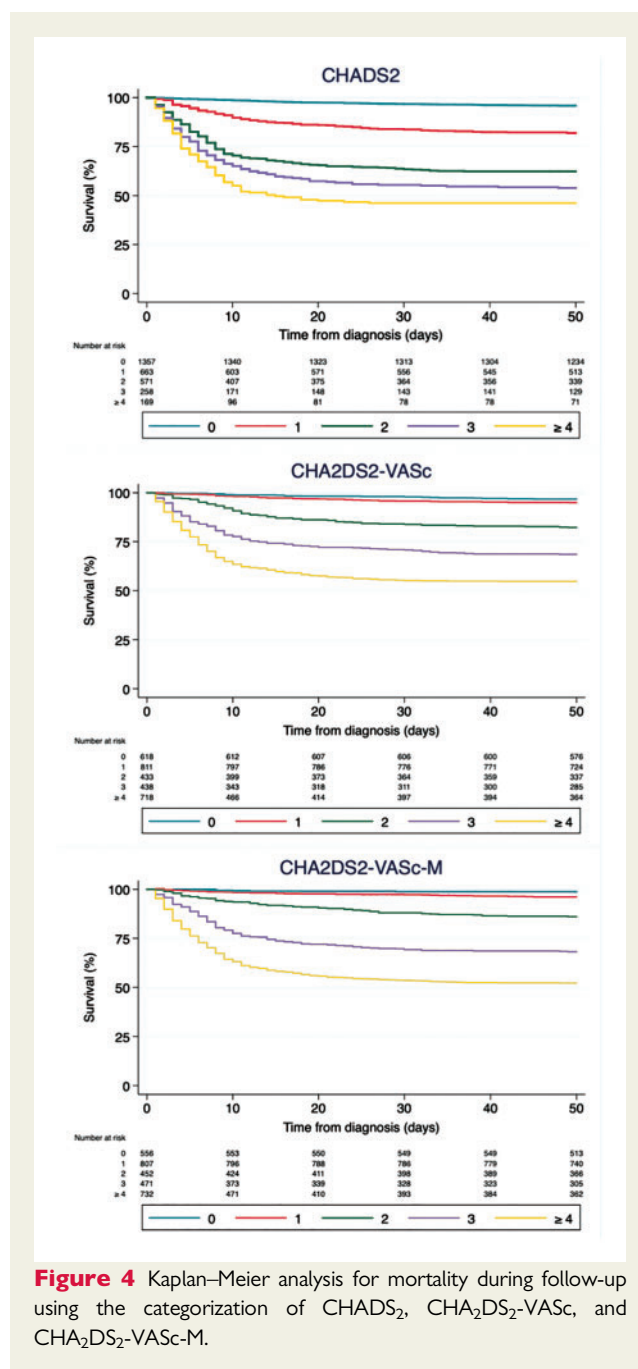 CHADS2
100
75
50
25
0
Survival (%)
0 10 20 30 40 50
Time from diagnosis (days)
Number at risk
0 1357 1340 1323 1313 1304 1234
1 663 603 571 556 545 513
2 571 407 375 364 356 339
3 258 171 148 143 141 129
≥ 4 169 96 81 78 78 71
0 1 2 3 ≥ 4
CHA2DS2-VASc
100
75
50
25
0
Survival (%)
0 10 20 30 40 50
Time from diagnosis (days)
Number at risk
0 618 612 607 606 600 576
1 811 797 786 776 771 724
2 433 399 373 364 359 337
3 438 343 318 311 300 285
≥ 4 718 466 414 397 394 364
0 1 2 3 ≥ 4
CHA2DS2-VASc-M
100
75
50
25
0
Survival (%)
0 10 20 30 40 50
Time from diagnosis (days)
Number at risk
0 556 553 550 549 549 513
1 807 796 788 786 779 740
2 452 424 411 398 389 366
3 471 373 339 328 323 305
≥ 4 732 471 410 393 384 362
0 1 2 3 ≥ 4
Figure 4 Kaplan–Meier analysis for mortality during follow-up
using the categorization of CHADS₂, CHA₂DS₂-VASc, and
CHA₂DS₂-VASc-M.